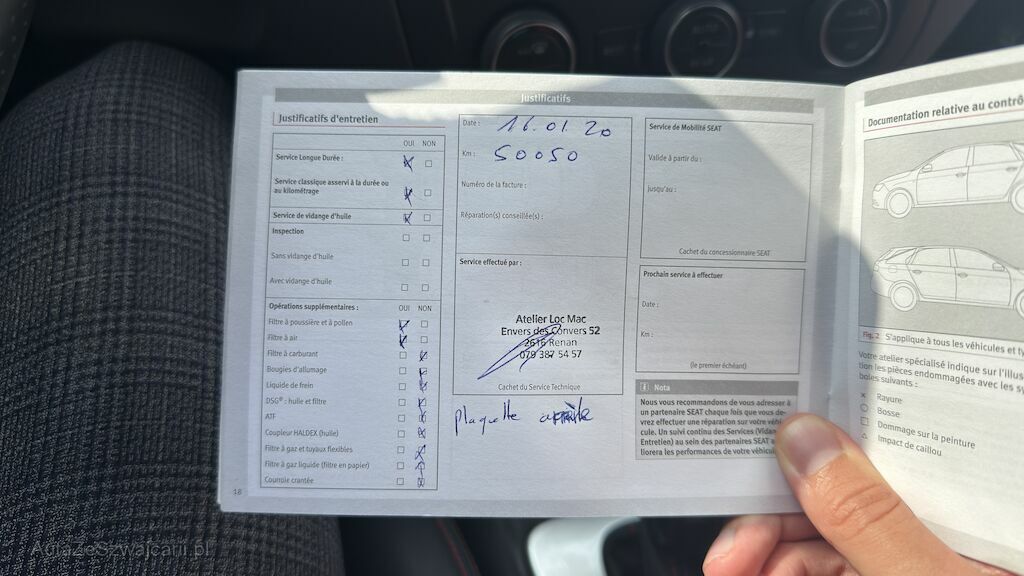 Justificatifs
Justificatifs d'entretien
OUI NON
Service Longue Durée :
Service classique asservi à la durée ou
au kilométrage
Service de vidange d'huile
Inspection
Sans vidange d'huile
Avec vidange d'huile
Opérations supplémentaires : OUI NON
Filtre à poussière et à pollen
Filtre à air
Filtre à carburant
Bougies d'allumage
Liquide de frein
DSG® : huile et filtre
ATF
Coupleur HALDEX (huile)
Filtre à gaz et tuyaux flexibles
Filtre à gaz liquide (filtre en papier)
Courroie crantée
18
Date : 16.01.20
Km : 50050
Numéro de la facture :
Réparation(s) conseillée(s) :
Service effectué par :
Atelier Loc Mac
Envers des Convers 52
2616 Renan
079 387 54 57
Cachet du Service Technique
plaquette
Service de Mobilité SEAT
Valide à partir du :
Jusqu'au :
Cachet du concessionnaire SEAT
Prochain service à effectuer
Date :
Km :
(le premier échéant)
Nota
Nous vous recommandons de vous adresser à
un partenaire SEAT chaque fois que vous de-
vrez effectuer une réparation sur votre véhi-
cule. Un suivi continu des Services (Vidan
Entretien) au sein des partenaires SEAT a
liorera les performances de votre véhicu
Documentation relative au contrô
Fig. 2 S'applique à tous les véhicules et ty
Votre atelier spécialisé indique sur l'illus
tion les pièces endommagées avec les sy
boles suivants :
× Rayure
○ Bosse
□ Dommage sur la peinture
△ Impact de caillou
AutaZeSzwajcarii.pl